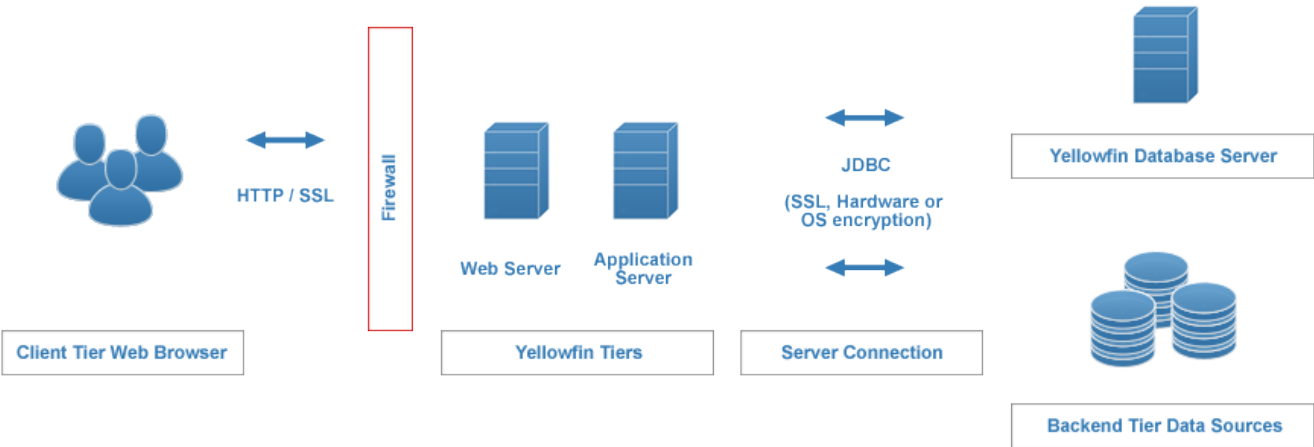 HTTP / SSL
Firewall
Web Server
Application
Server
JDBC
(SSL, Hardware or
OS encryption)
Yellowfin Database Server
Client Tier Web Browser
Yellowfin Tiers
Server Connection
Backend Tier Data Sources